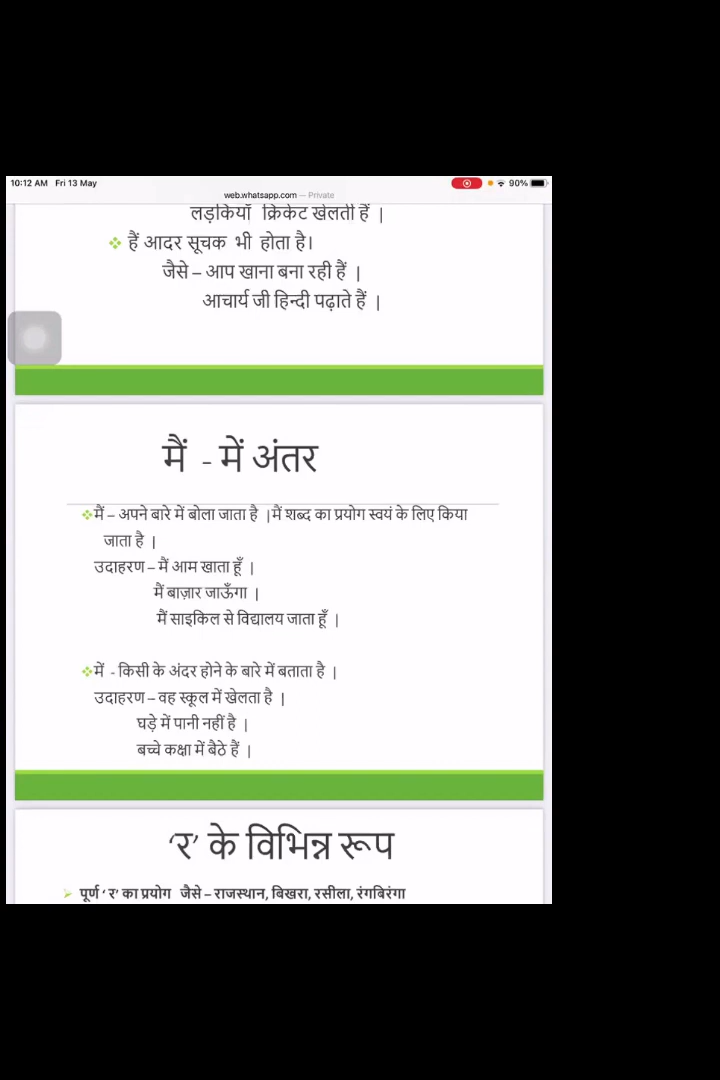 10:12 AM Fri 13 May
90%
web.whatsapp.com — Private
लड़कियाँ क्रिकेट खेलती हैं |
हैं आदर सूचक भी होता है।
जैसे – आप खाना बना रही हैं |
आचार्य जी हिन्दी पढ़ाते हैं |
मैं - में अंतर
मैं – अपने बारे में बोला जाता है |मैं शब्द का प्रयोग स्वयं के लिए किया
जाता है |
उदाहरण – मैं आम खाता हूँ |
मैं बाज़ार जाऊँगा |
मैं साइकिल से विद्यालय जाता हूँ |
में - किसी के अंदर होने के बारे में बताता है |
उदाहरण – वह स्कूल में खेलता है |
घड़े में पानी नहीं है |
बच्चे कक्षा में बैठे हैं |
‘र’ के विभिन्न रूप
पूर्ण ‘ र’ का प्रयोग जैसे – राजस्थान, बिखरा, रसीला, रंगबिरंगा